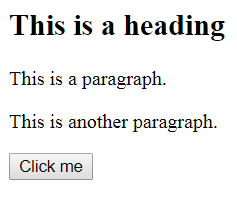 This is a heading
This is a paragraph.
This is another paragraph.
Click me